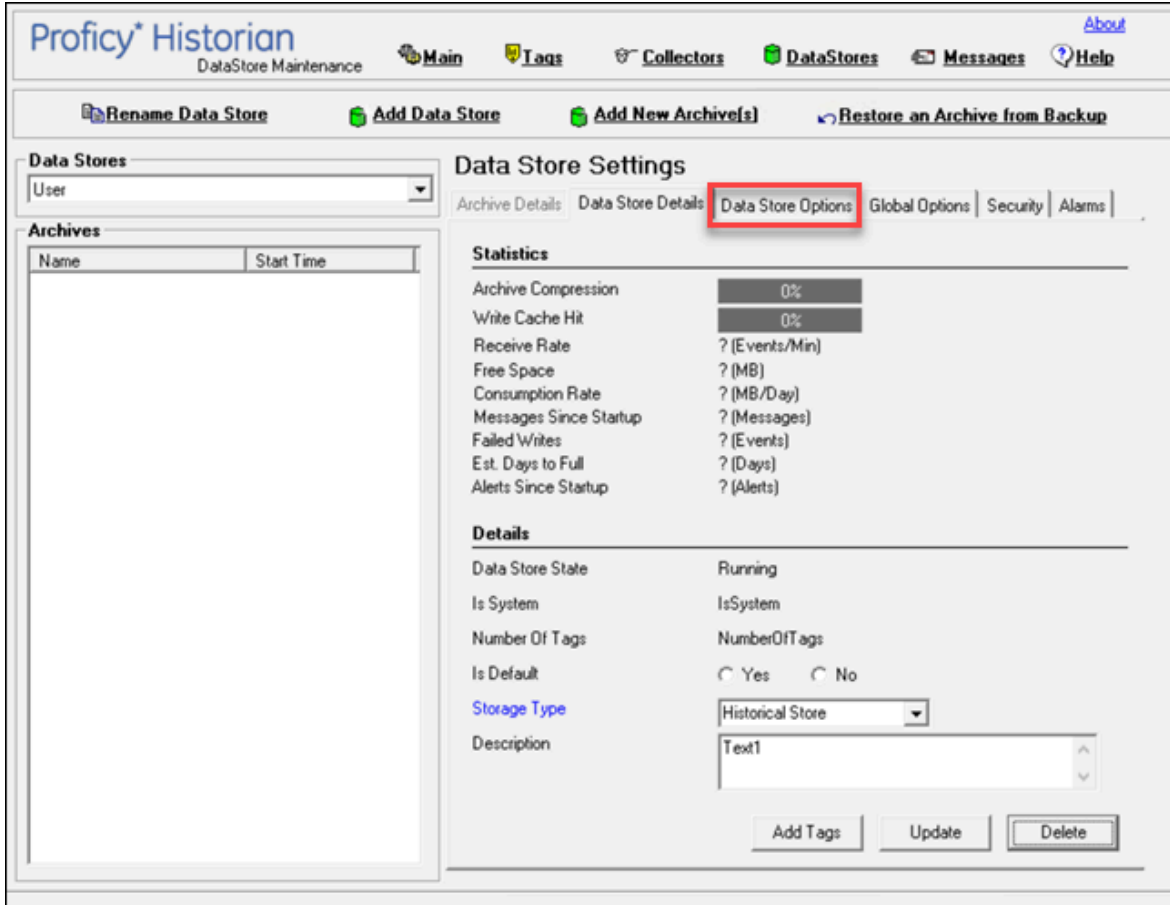 About
Proficy* Historian
DataStore Maintenance
Main Tags Collectors DataStores Messages Help
Rename Data Store Add Data Store Add New Archive[s] Restore an Archive from Backup
Data Stores
User
Archives
Name Start Time
Data Store Settings
Archive Details Data Store Details Data Store Options Global Options Security Alarms
Statistics
Archive Compression 0%
Write Cache Hit 0%
Receive Rate ? (Events/Min)
Free Space ? (MB)
Consumption Rate ? (MB/Day)
Messages Since Startup ? (Messages)
Failed Writes ? (Events)
Est. Days to Full ? (Days)
Alerts Since Startup ? (Alerts)
Details
Data Store State Running
Is System IsSystem
Number Of Tags NumberOfTags
Is Default Yes No
Storage Type Historical Store
Description Text1
Add Tags Update Delete